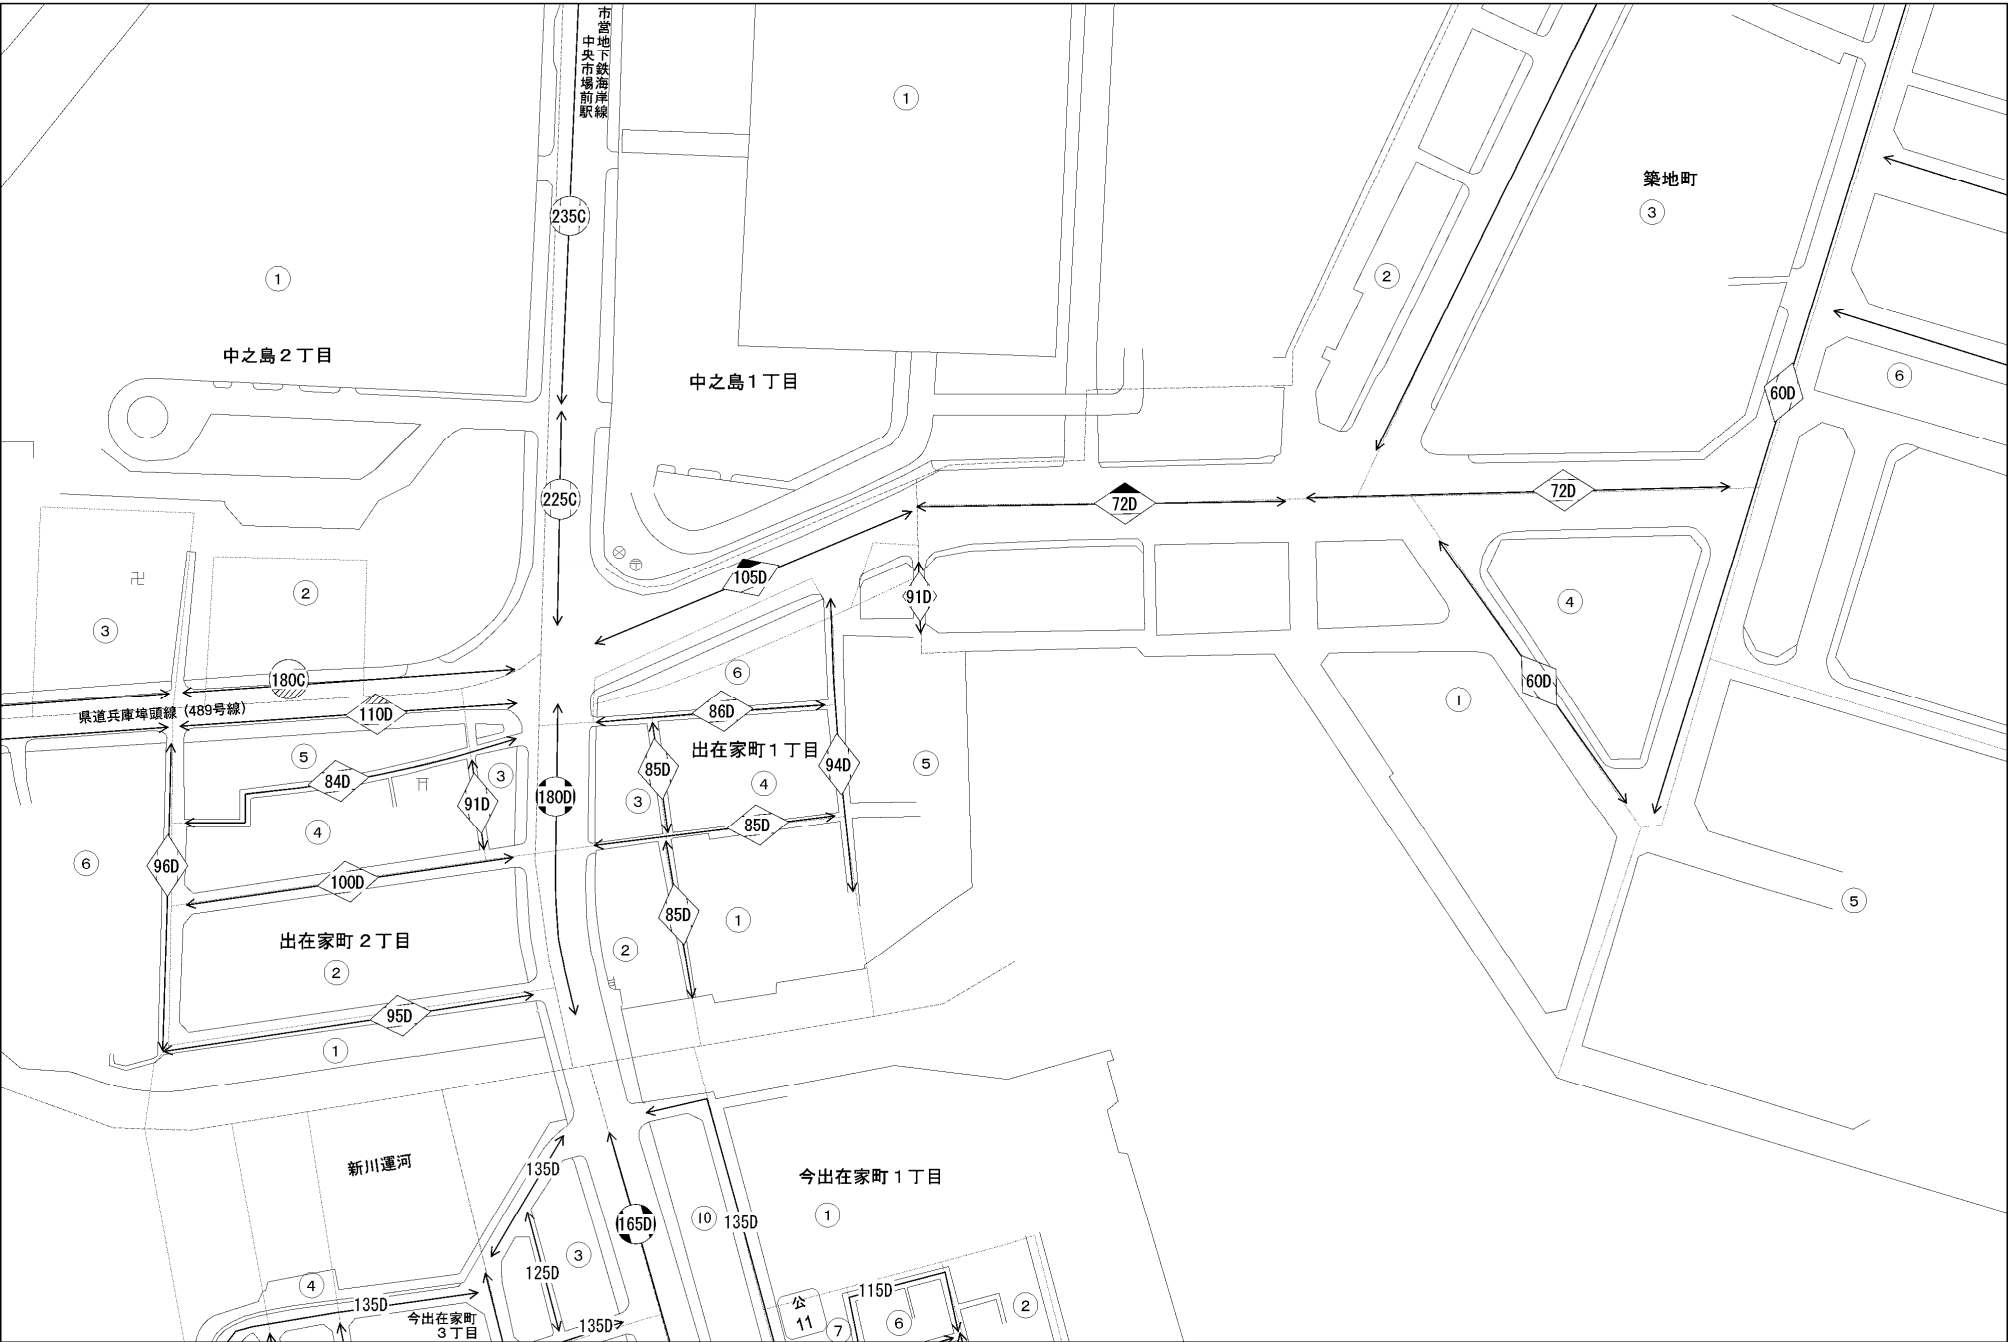 市営地下鉄海岸線
中央市場前駅
①
築地町
③
235C
②
①
中之島２丁目
中之島１丁目
⑥
60D
72D
72D
225C
105D
91D
②
③
④
卍
⑥
180C
60D
①
県道兵庫埠頭線 (489号線)
110D
86D
出在家町１丁目
⑤
84D
③
85D
94D
⑤
④
91D
180D
③
85D
④
96D
⑥
100D
85D
①
⑤
出在家町２丁目
②
②
95D
①
新川運河
135D
今出在家町１丁目
165D
⑩
135D
①
③
125D
④
135D
今出在家町
３丁目
135D
公
11
115D
⑦
⑥
②